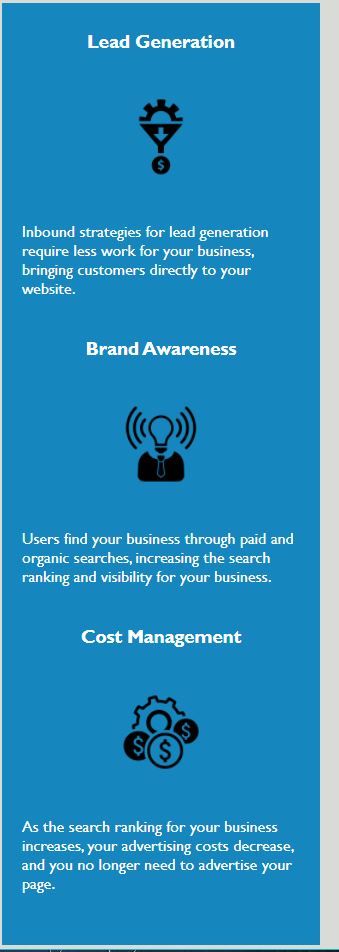 Lead Generation
$
Inbound strategies for lead generation
require less work for your business,
bringing customers directly to your
website.
Brand Awareness
Users find your business through paid and
organic searches, increasing the search
ranking and visibility for your business.
Cost Management
$ $ $
As the search ranking for your business
increases, your advertising costs decrease,
and you no longer need to advertise your
page.